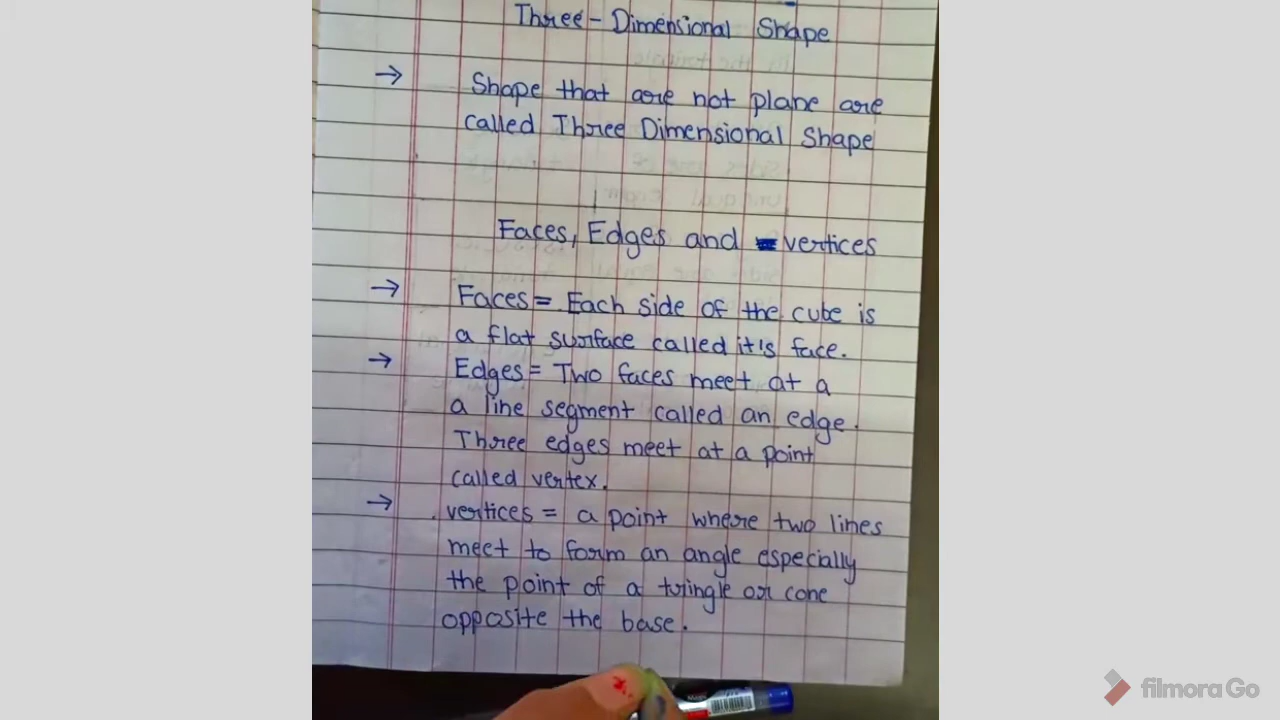 Three-Dimensional Shape
→ Shape that are not plane are
called Three Dimensional Shape
Faces, Edges and vertices
→ Faces = Each side of the cube is
a flat surface called it's face.
→ Edges = Two faces meet at a
a line segment called an edge.
Three edges meet at a point
called vertex.
→ vertices = a point where two lines
meet to form an angle especially
the point of a tringle or cone
opposite the base.
filmora Go